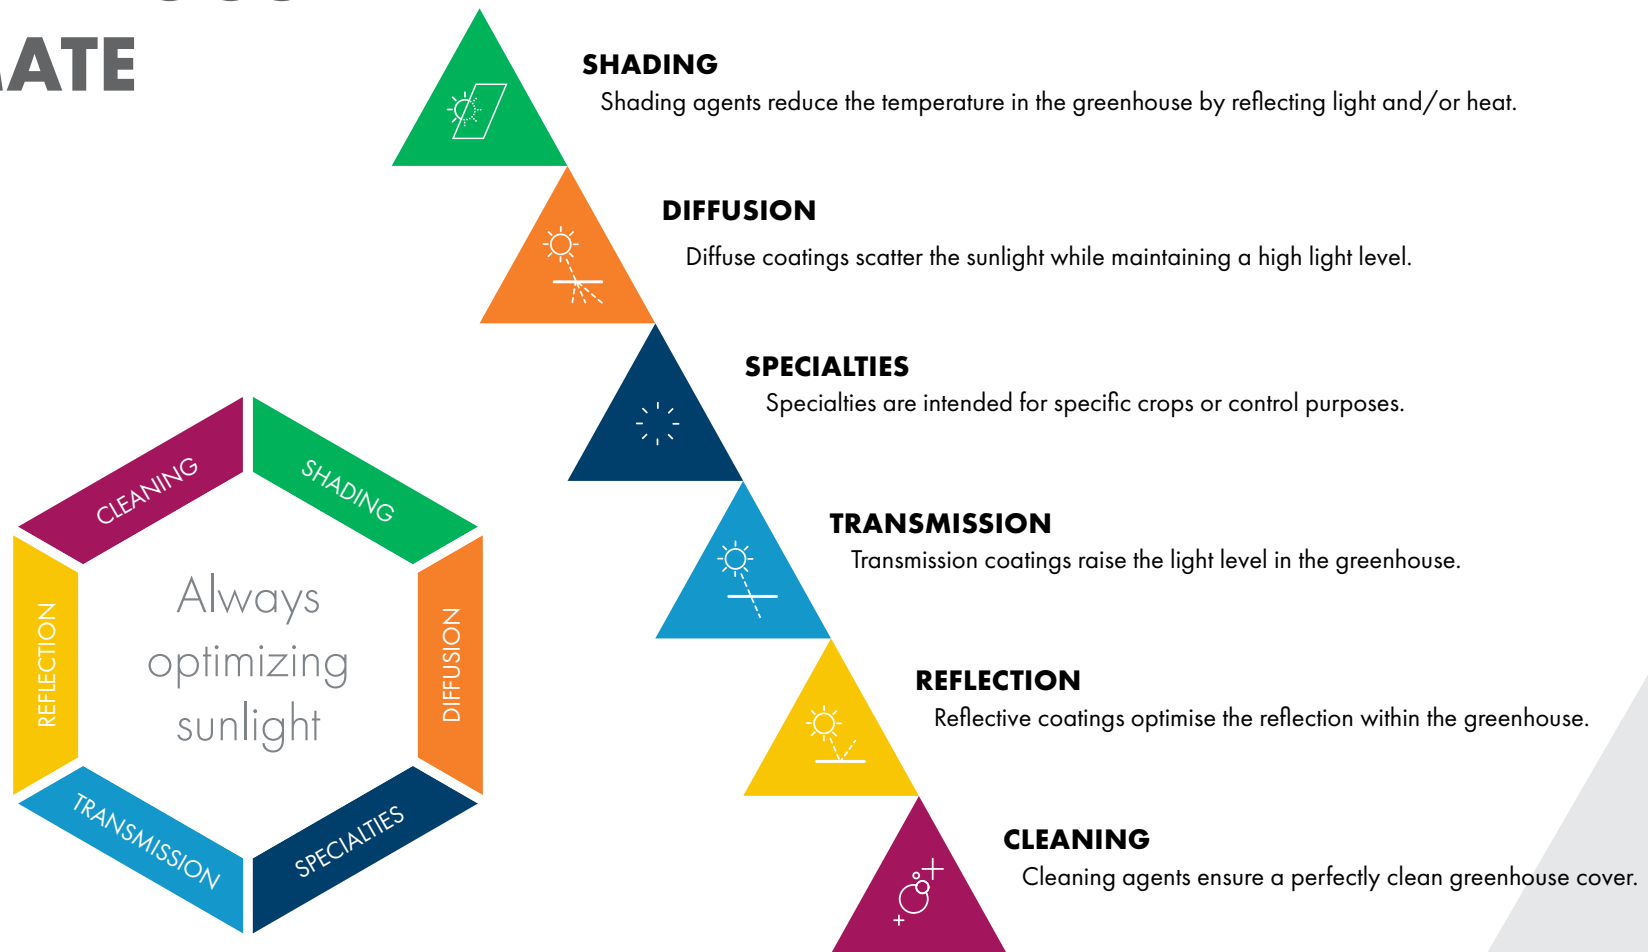 MATE
SHADING
Shading agents reduce the temperature in the greenhouse by reflecting light and/or heat.
DIFFUSION
Diffuse coatings scatter the sunlight while maintaining a high light level.
SPECIALTIES
Specialties are intended for specific crops or control purposes.
TRANSMISSION
Transmission coatings raise the light level in the greenhouse.
REFLECTION
Reflective coatings optimise the reflection within the greenhouse.
CLEANING
Cleaning agents ensure a perfectly clean greenhouse cover.
CLEANING
SHADING
REFLECTION
DIFFUSION
TRANSMISSION
SPECIALTIES
Always
optimizing
sunlight